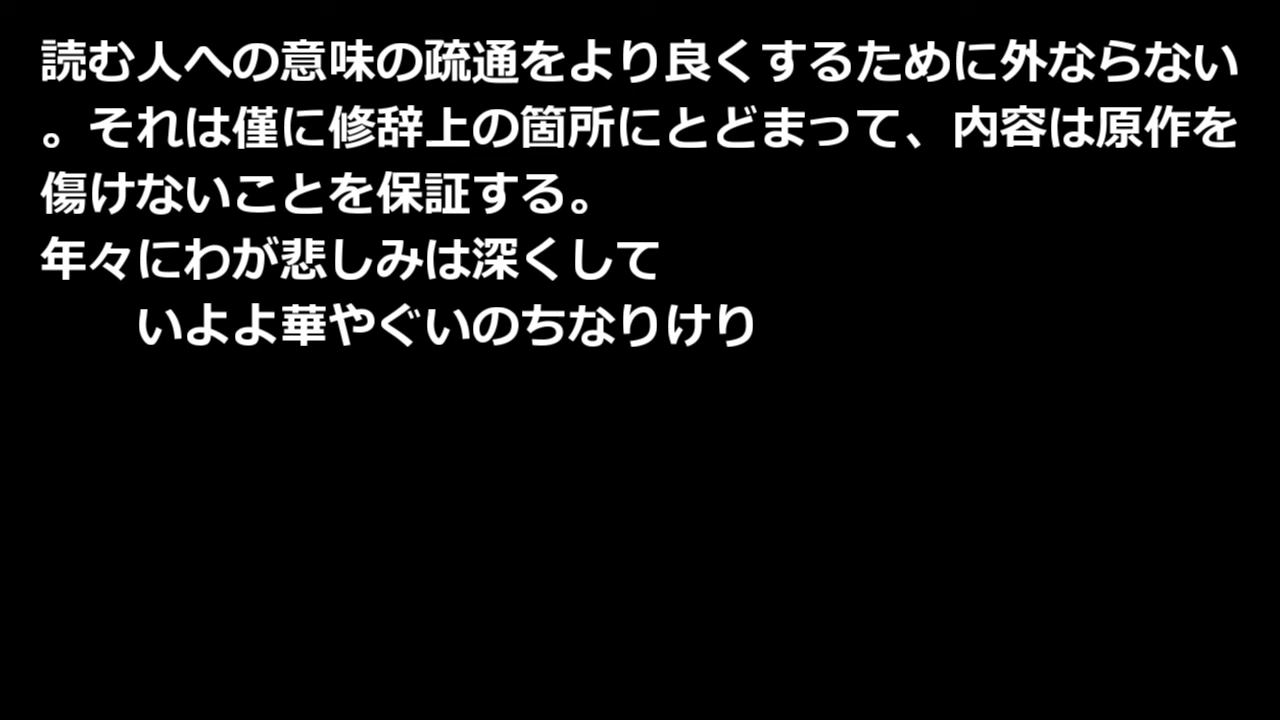 読む人への意味の疏通をより良くするために外ならない
。それは僅に修辞上の箇所にとどまって、内容は原作を
傷けないことを保証する。
年々にわが悲しみは深くして
　　いよよ華やぐいのちなりけり